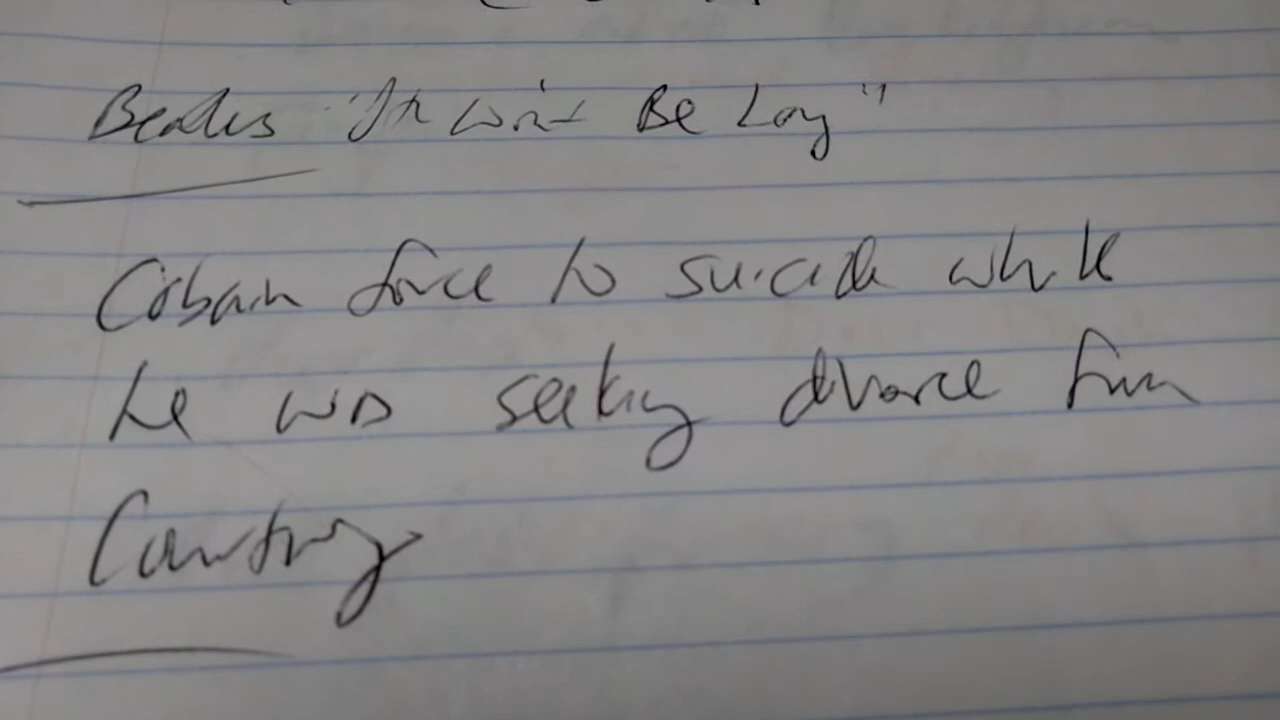 Beatles "It Won't Be Long"
Cobain force to suicide while
he was seeking divorce from
Courtney